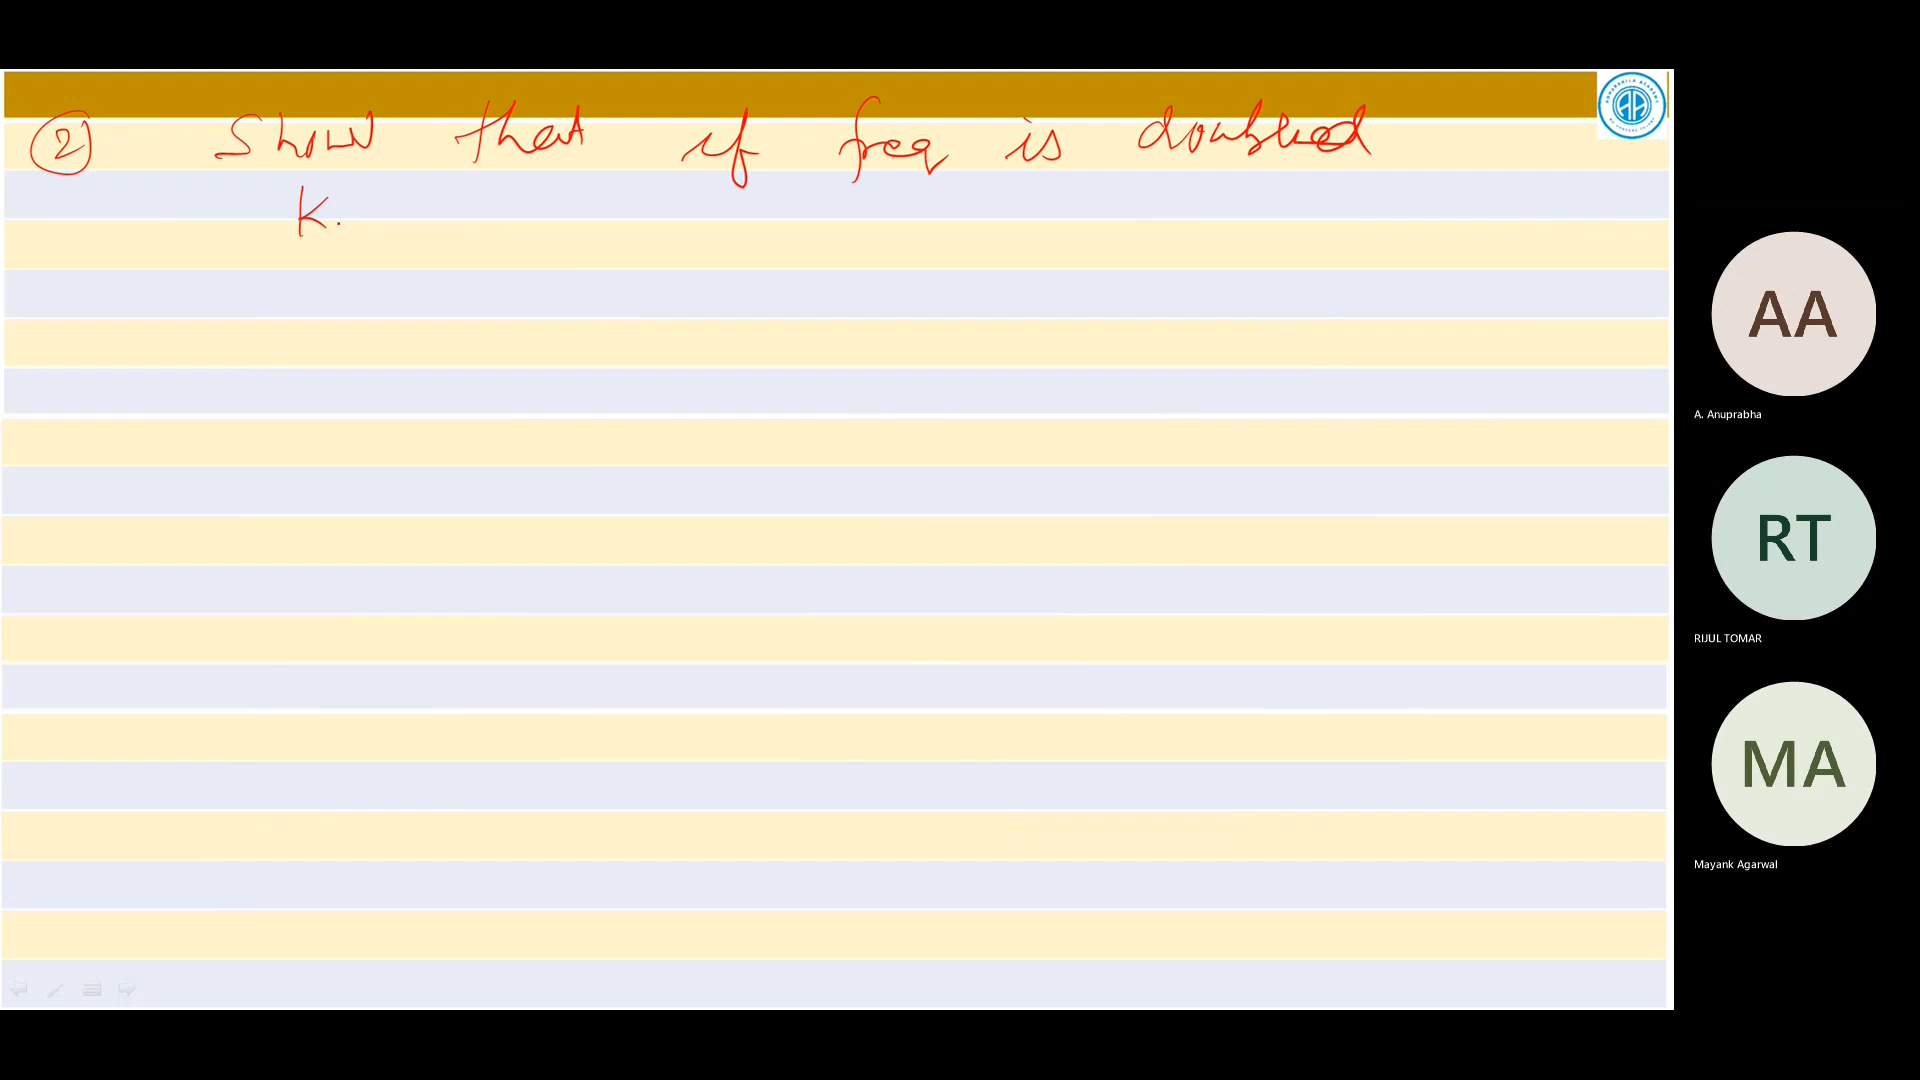 ② Show that if freq is doubled
K.
AA
A. Anuprabha
RT
RIJUL TOMAR
MA
Mayank Agarwal